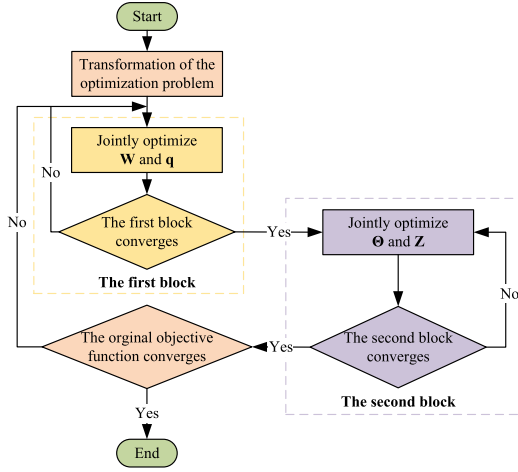 Start
Transformation of the
optimization problem
Jointly optimize
W and q
No
The first block
converges
Yes
The first block
Jointly optimize
Θ and Z
No
The second block
converges
The second block
Yes
The orginal objective
function converges
No
Yes
End